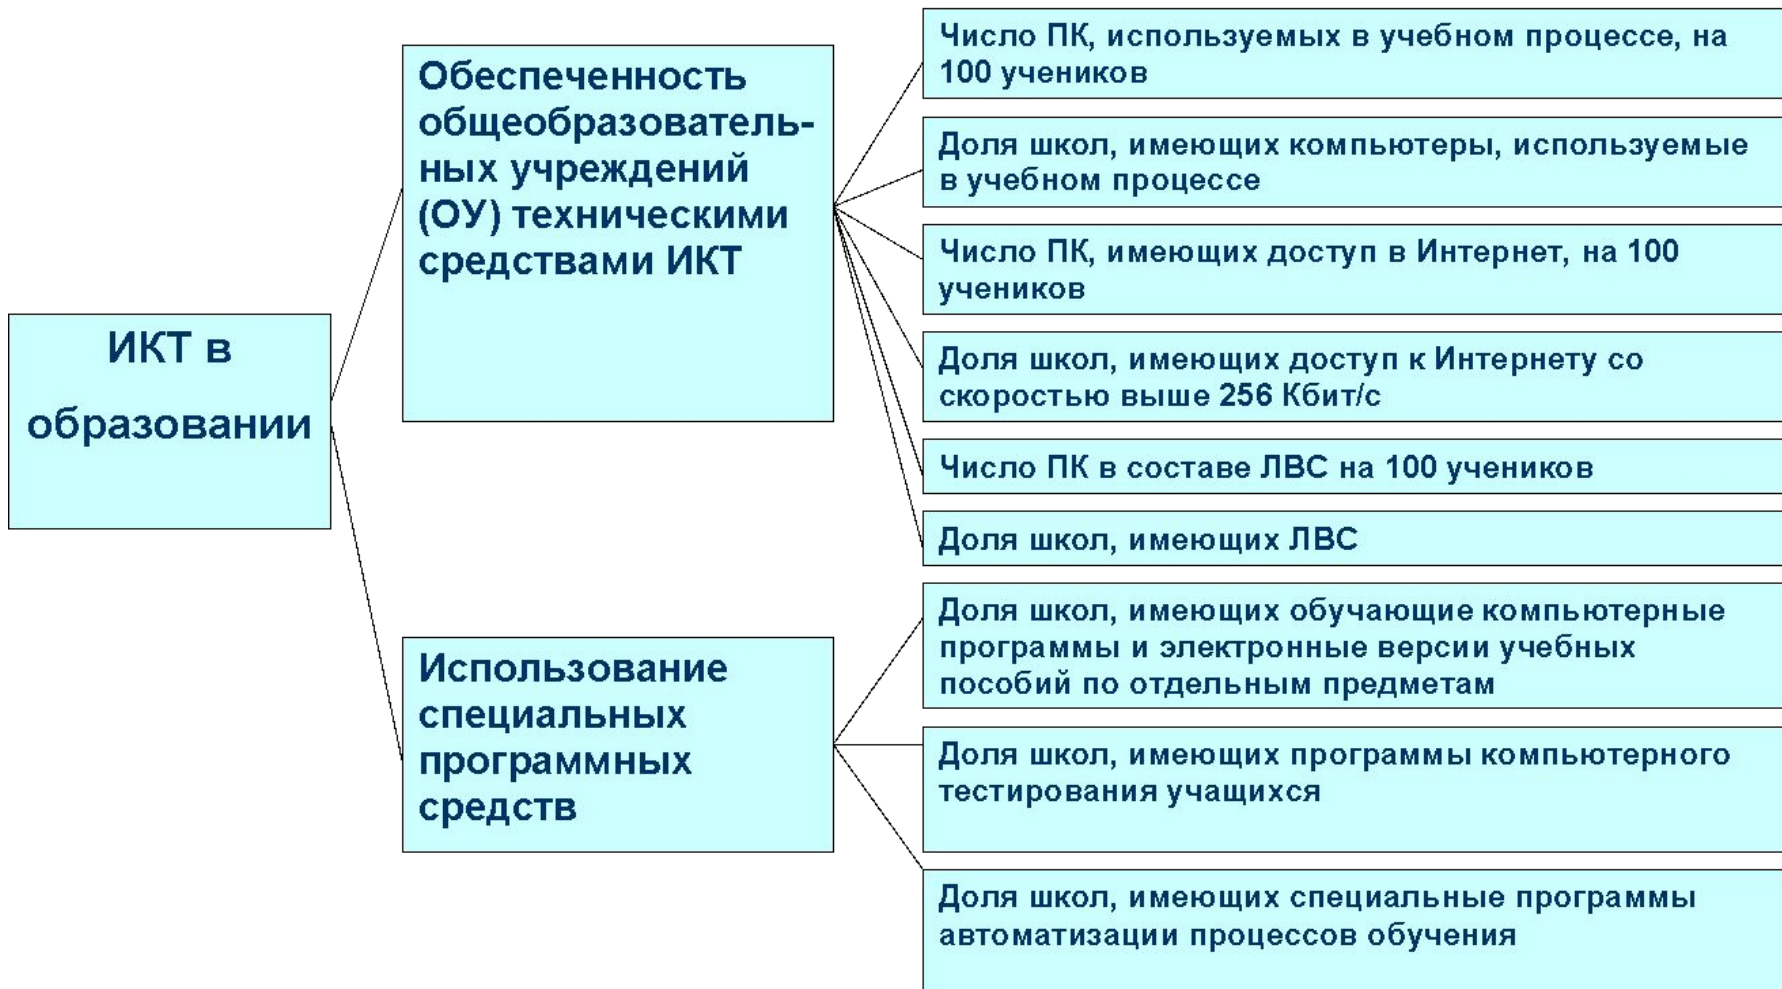 ИКТ в
образовании
Обеспеченность
общеобразователь-
ных учреждений
(ОУ) техническими
средствами ИКТ
Использование
специальных
программных
средств
Число ПК, используемых в учебном процессе, на
100 учеников
Доля школ, имеющих компьютеры, используемые
в учебном процессе
Число ПК, имеющих доступ в Интернет, на 100
учеников
Доля школ, имеющих доступ к Интернету со
скоростью выше 256 Кбит/с
Число ПК в составе ЛВС на 100 учеников
Доля школ, имеющих ЛВС
Доля школ, имеющих обучающие компьютерные
программы и электронные версии учебных
пособий по отдельным предметам
Доля школ, имеющих программы компьютерного
тестирования учащихся
Доля школ, имеющих специальные программы
автоматизации процессов обучения